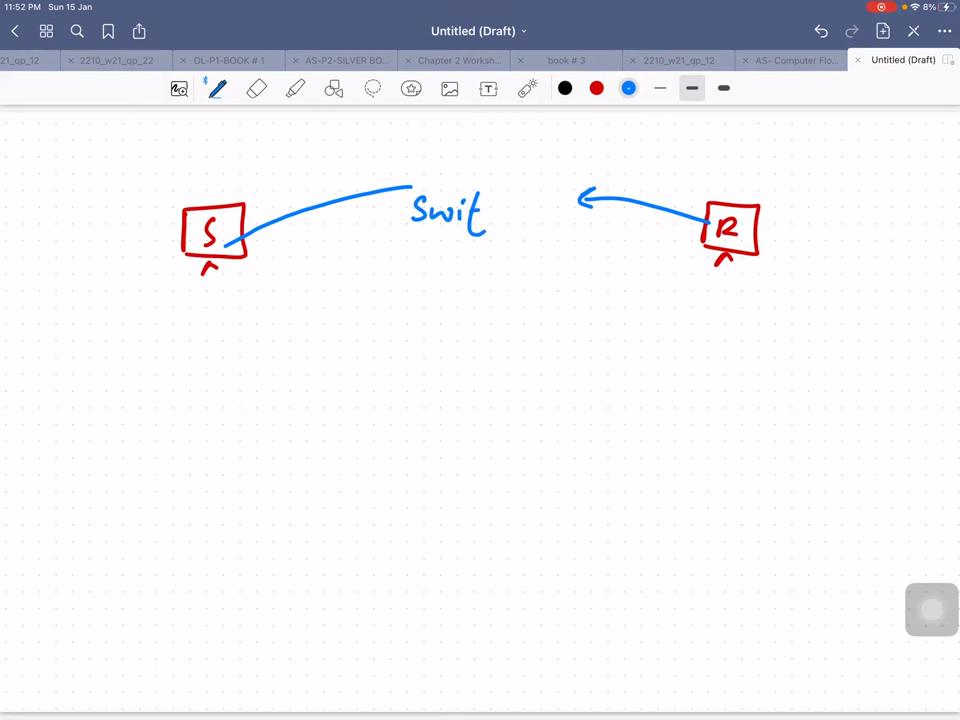 11:52 PM Sun 15 Jan 8%
Untitled (Draft)
21_qp_12 2210_w21_qp_22 OL-P1-BOOK # 1 AS-P2-SILVER BO... Chapter 2 Worksh... book # 3 2210_w21_qp_12 AS- Computer Flo... Untitled (Draft)
T
S Swit R